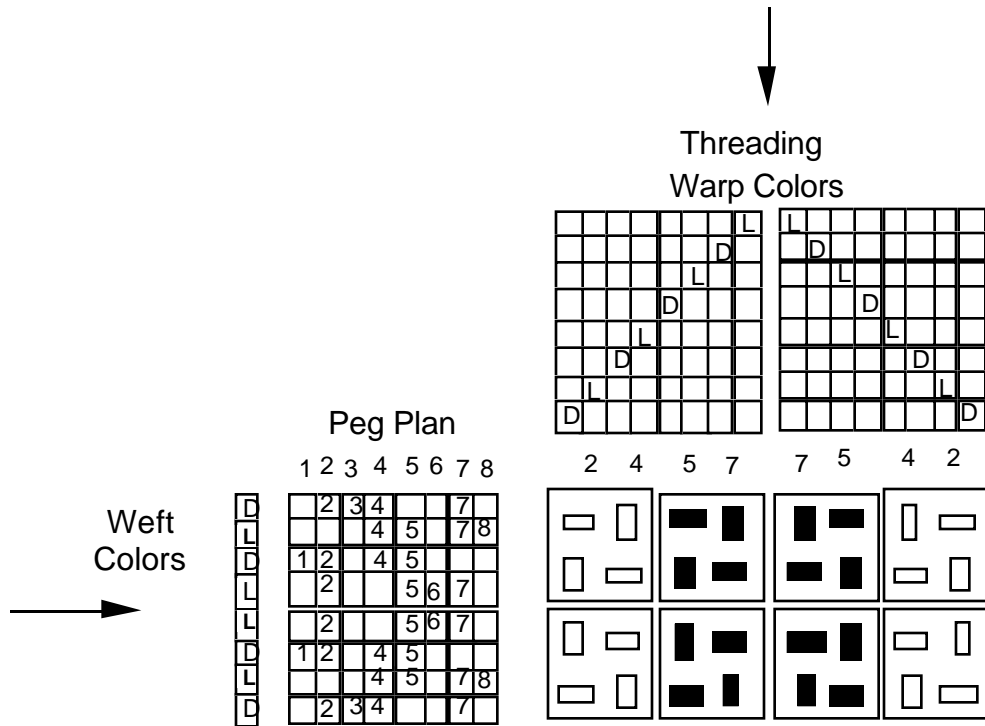 Threading
Warp Colors
L L
D D
L L
D D
L L
D D
L L
D D
2 4 5 7 7 5 4 2
Peg Plan
1 2 3 4 5 6 7 8
Weft
Colors
D 2 3 4 7
L 4 5 7 8
D 1 2 4 5
L 2 5 6 7
L 2 5 6 7
D 1 2 4 5
L 4 5 7 8
D 2 3 4 7